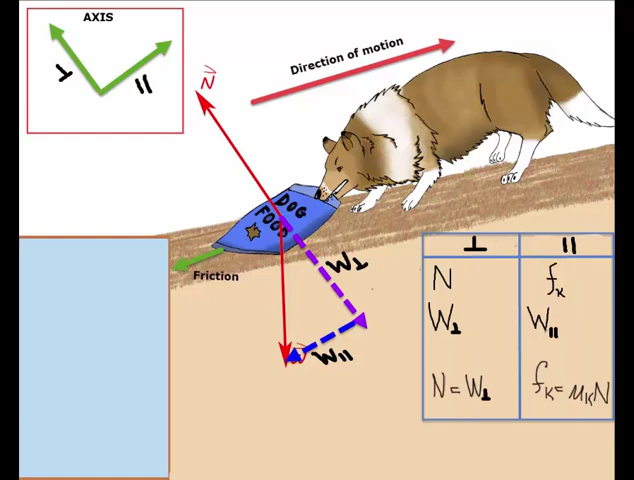 AXIS
⊥
||
N
Direction of motion
DOG
FOOD
Friction
W⊥
W||
⊥ ||
N fk
W⊥ W||
N = W⊥ fk = μkN